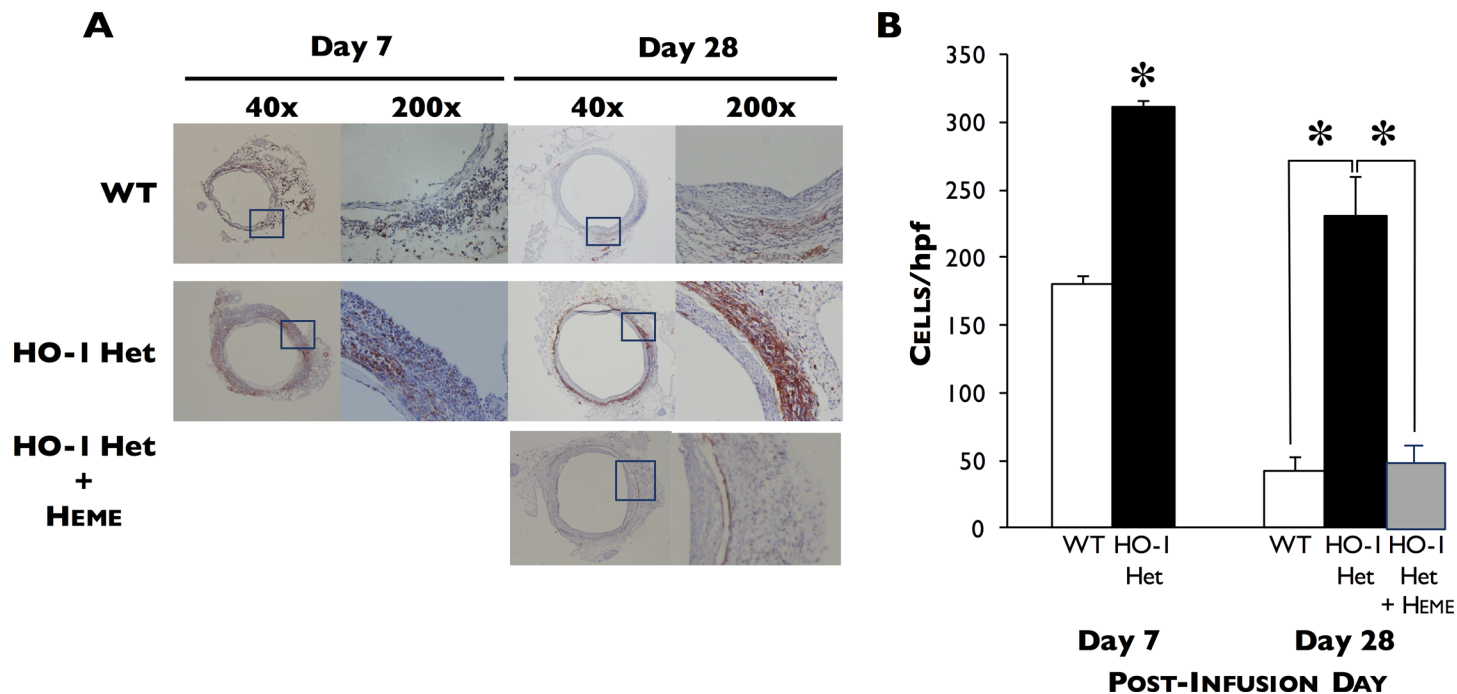 A
Day 7
Day 28
40x
200x
40x
200x
WT
HO-1 Het
HO-1 Het
+
HEME
B
CELLS/hpf
350
300
250
200
150
100
50
0
*
* *
WT HO-1
Het
WT HO-1 HO-1
Het Het
+ HEME
Day 7
Day 28
POST-INFUSION DAY